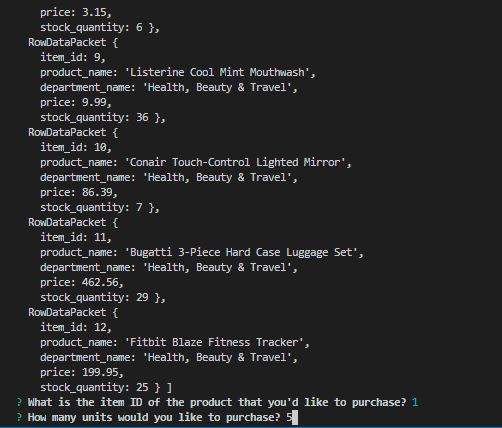 price: 3.15,
stock_quantity: 6 },
RowDataPacket {
item_id: 9,
product_name: 'Listerine Cool Mint Mouthwash',
department_name: 'Health, Beauty & Travel',
price: 9.99,
stock_quantity: 36 },
RowDataPacket {
item_id: 10,
product_name: 'Conair Touch-Control Lighted Mirror',
department_name: 'Health, Beauty & Travel',
price: 86.39,
stock_quantity: 7 },
RowDataPacket {
item_id: 11,
product_name: 'Bugatti 3-Piece Hard Case Luggage Set',
department_name: 'Health, Beauty & Travel',
price: 462.56,
stock_quantity: 29 },
RowDataPacket {
item_id: 12,
product_name: 'Fitbit Blaze Fitness Tracker',
department_name: 'Health, Beauty & Travel',
price: 199.95,
stock_quantity: 25 } ]
? What is the item ID of the product that you'd like to purchase? 1
? How many units would you like to purchase? 5